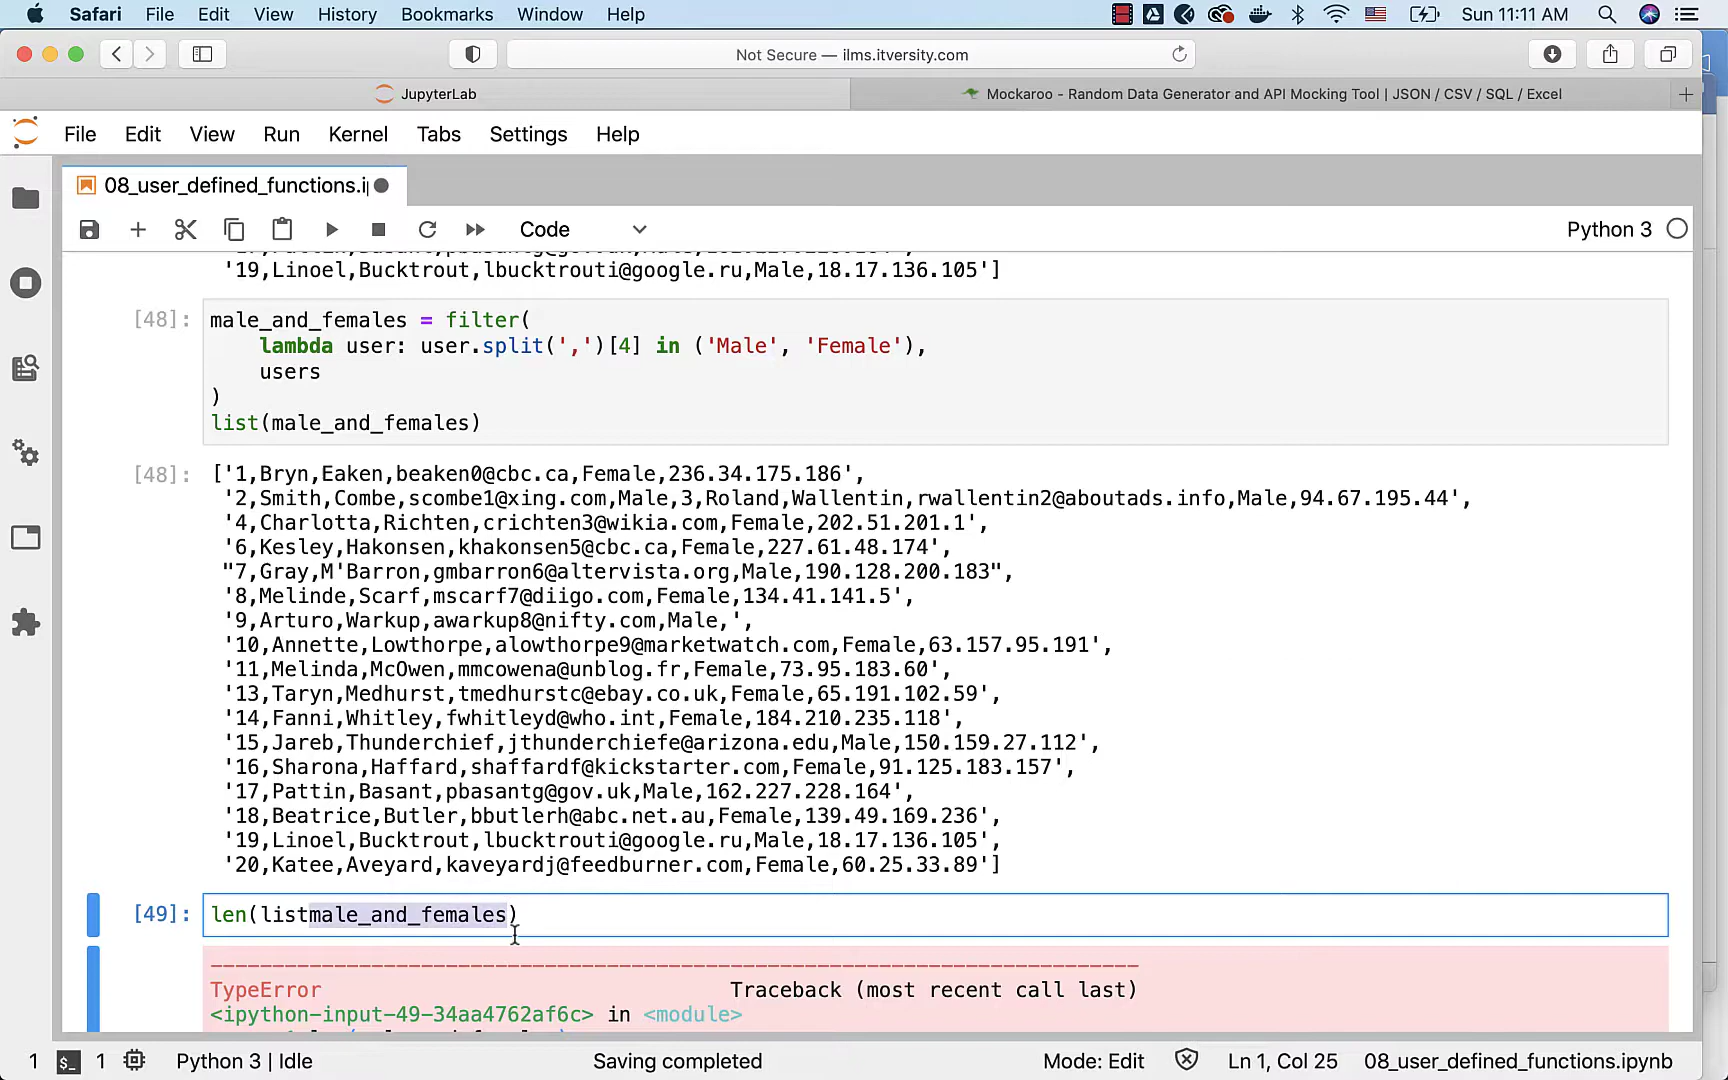 Safari File Edit View History Bookmarks Window Help Sun 11:11 AM
Not Secure — ilms.itversity.com
JupyterLab
Mockaroo - Random Data Generator and API Mocking Tool | JSON / CSV / SQL / Excel
File Edit View Run Kernel Tabs Settings Help
08_user_defined_functions.i
Code
Python 3
'19,Linoel,Bucktrout,lbucktrouti@google.ru,Male,18.17.136.105']
[48]: male_and_females = filter(
lambda user: user.split(',')[4] in ('Male', 'Female'),
users
)
list(male_and_females)
[48]: ['1,Bryn,Eaken,beaken0@cbc.ca,Female,236.34.175.186',
'2,Smith,Combe,scombe1@xing.com,Male,3,Roland,Wallentin,rwallentin2@aboutads.info,Male,94.67.195.44',
'4,Charlotta,Richten,crichten3@wikia.com,Female,202.51.201.1',
'6,Kesley,Hakonsen,khakonsen5@cbc.ca,Female,227.61.48.174',
"7,Gray,M'Barron,gmbarron6@altervista.org,Male,190.128.200.183",
'8,Melinde,Scarf,mscarf7@diigo.com,Female,134.41.141.5',
'9,Arturo,Warkup,awarkup8@nifty.com,Male,',
'10,Annette,Lowthorpe,alowthorpe9@marketwatch.com,Female,63.157.95.191',
'11,Melinda,McOwen,mmcowena@unblog.fr,Female,73.95.183.60',
'13,Taryn,Medhurst,tmedhurstc@ebay.co.uk,Female,65.191.102.59',
'14,Fanni,Whitley,fwhitleyd@who.int,Female,184.210.235.118',
'15,Jareb,Thunderchief,jthunderchiefe@arizona.edu,Male,150.159.27.112',
'16,Sharona,Haffard,shaffardf@kickstarter.com,Female,91.125.183.157',
'17,Pattin,Basant,pbasantg@gov.uk,Male,162.227.228.164',
'18,Beatrice,Butler,bbutlerh@abc.net.au,Female,139.49.169.236',
'19,Linoel,Bucktrout,lbucktrouti@google.ru,Male,18.17.136.105',
'20,Katee,Aveyard,kaveyardj@feedburner.com,Female,60.25.33.89']
[49]: len(listmale_and_females)
TypeError Traceback (most recent call last)
<ipython-input-49-34aa4762af6c> in <module>
1 1 Python 3 | Idle Saving completed Mode: Edit Ln 1, Col 25 08_user_defined_functions.ipynb